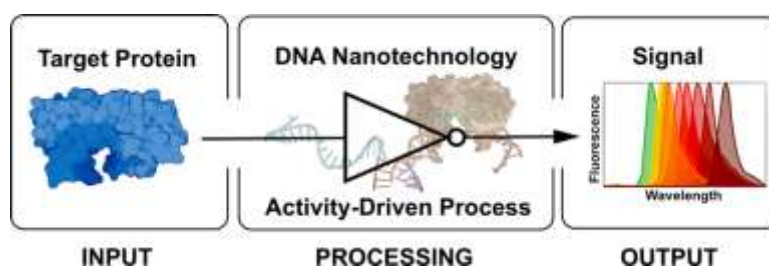 Target Protein
INPUT
DNA Nanotechnology
Activity-Driven Process
PROCESSING
Signal
Fluorescence
Wavelength
OUTPUT